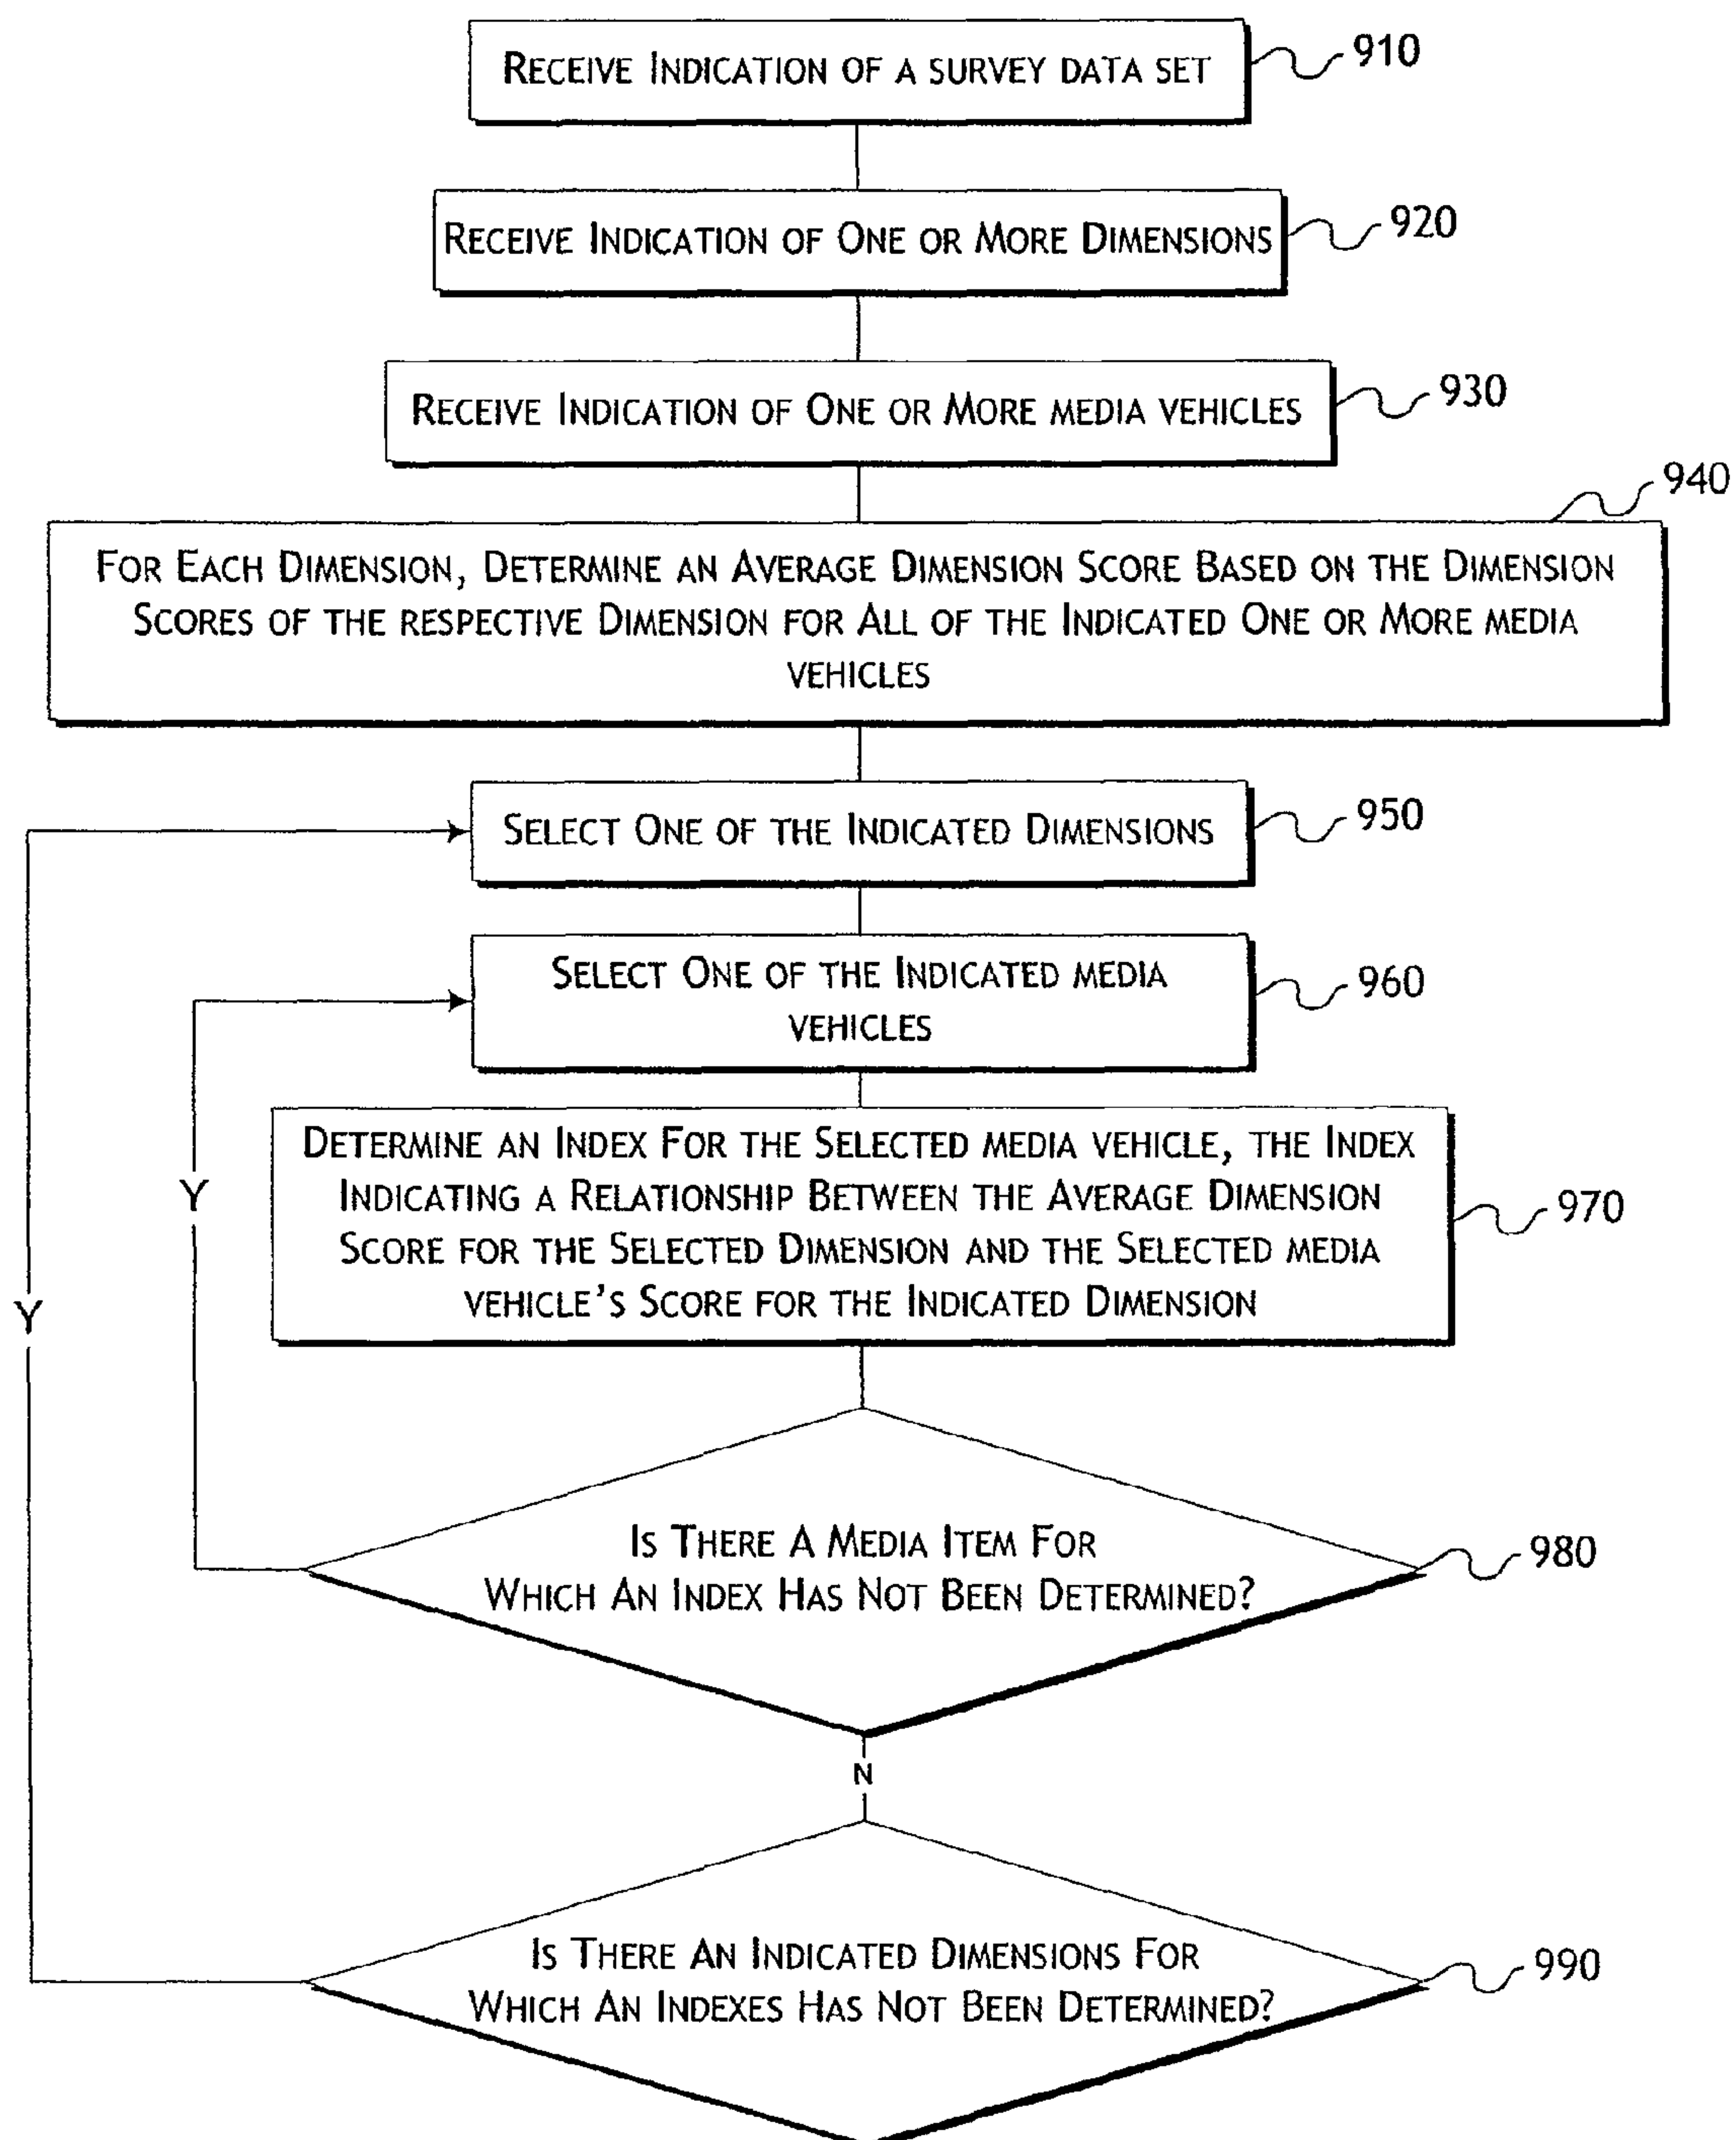 RECEIVE INDICATION OF A SURVEY DATA SET
910
RECEIVE INDICATION OF ONE OR MORE DIMENSIONS
920
RECEIVE INDICATION OF ONE OR MORE MEDIA VEHICLES
930
940
FOR EACH DIMENSION, DETERMINE AN AVERAGE DIMENSION SCORE BASED ON THE DIMENSION
SCORES OF THE RESPECTIVE DIMENSION FOR ALL OF THE INDICATED ONE OR MORE MEDIA
VEHICLES
SELECT ONE OF THE INDICATED DIMENSIONS
950
SELECT ONE OF THE INDICATED MEDIA
VEHICLES
960
DETERMINE AN INDEX FOR THE SELECTED MEDIA VEHICLE, THE INDEX
INDICATING A RELATIONSHIP BETWEEN THE AVERAGE DIMENSION
SCORE FOR THE SELECTED DIMENSION AND THE SELECTED MEDIA
VEHICLE'S SCORE FOR THE INDICATED DIMENSION
970
Y
Y
IS THERE A MEDIA ITEM FOR
WHICH AN INDEX HAS NOT BEEN DETERMINED?
980
N
IS THERE AN INDICATED DIMENSIONS FOR
WHICH AN INDEXES HAS NOT BEEN DETERMINED?
990